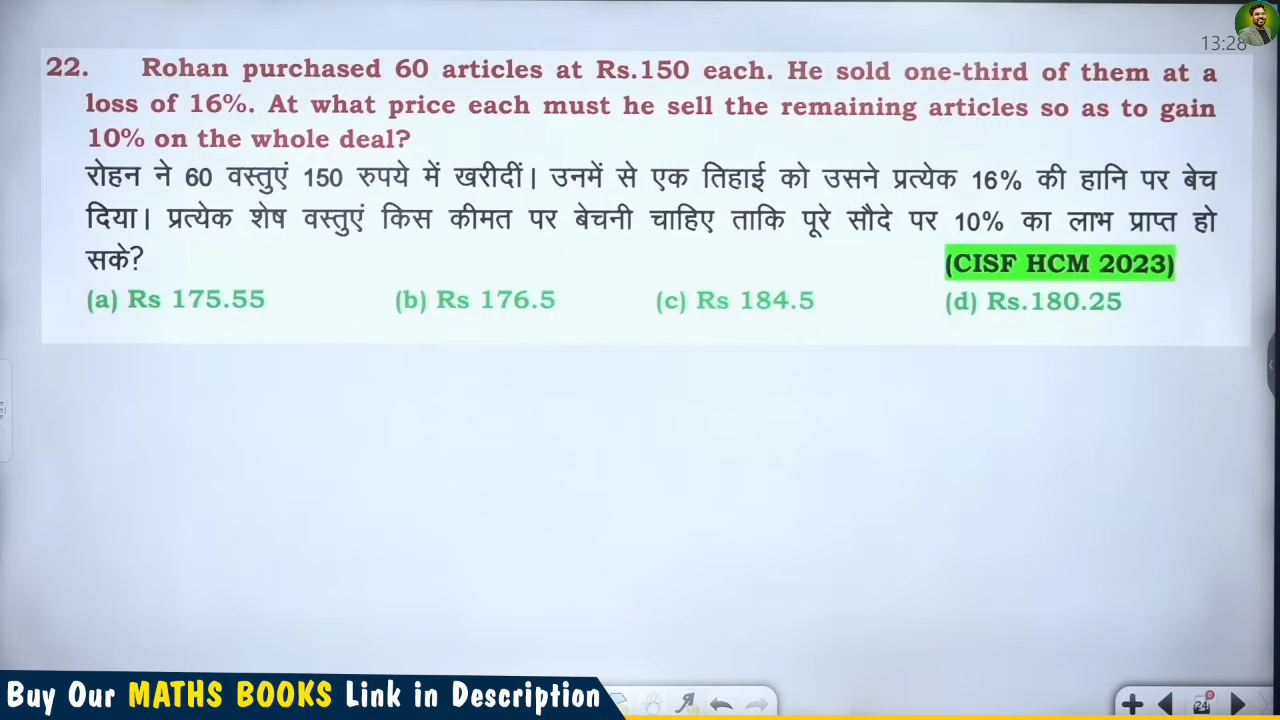 13:28
22. Rohan purchased 60 articles at Rs.150 each. He sold one-third of them at a
loss of 16%. At what price each must he sell the remaining articles so as to gain
10% on the whole deal?
रोहन ने 60 वस्तुएं 150 रुपये में खरीदीं। उनमें से एक तिहाई को उसने प्रत्येक 16% की हानि पर बेच
दिया। प्रत्येक शेष वस्तुएं किस कीमत पर बेचनी चाहिए ताकि पूरे सौदे पर 10% का लाभ प्राप्त हो
सके? (CISF HCM 2023)
(a) Rs 175.55 (b) Rs 176.5 (c) Rs 184.5 (d) Rs.180.25
Buy Our MATHS BOOKS Link in Description
24